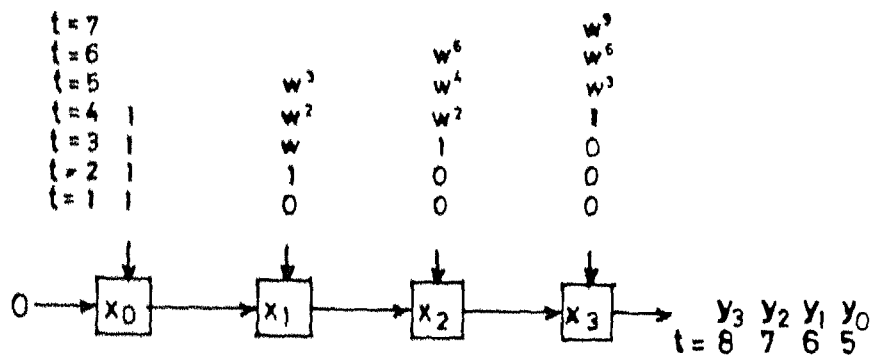 t = 7 w⁹
t = 6 w⁶ w⁶
t = 5 w³ w⁴ w³
t = 4 1 w² w² 1
t = 3 1 w 1 0
t = 2 1 1 0 0
t = 1 1 0 0 0
0 x₀ x₁ x₂ x₃ y₃ y₂ y₁ y₀
t = 8 7 6 5